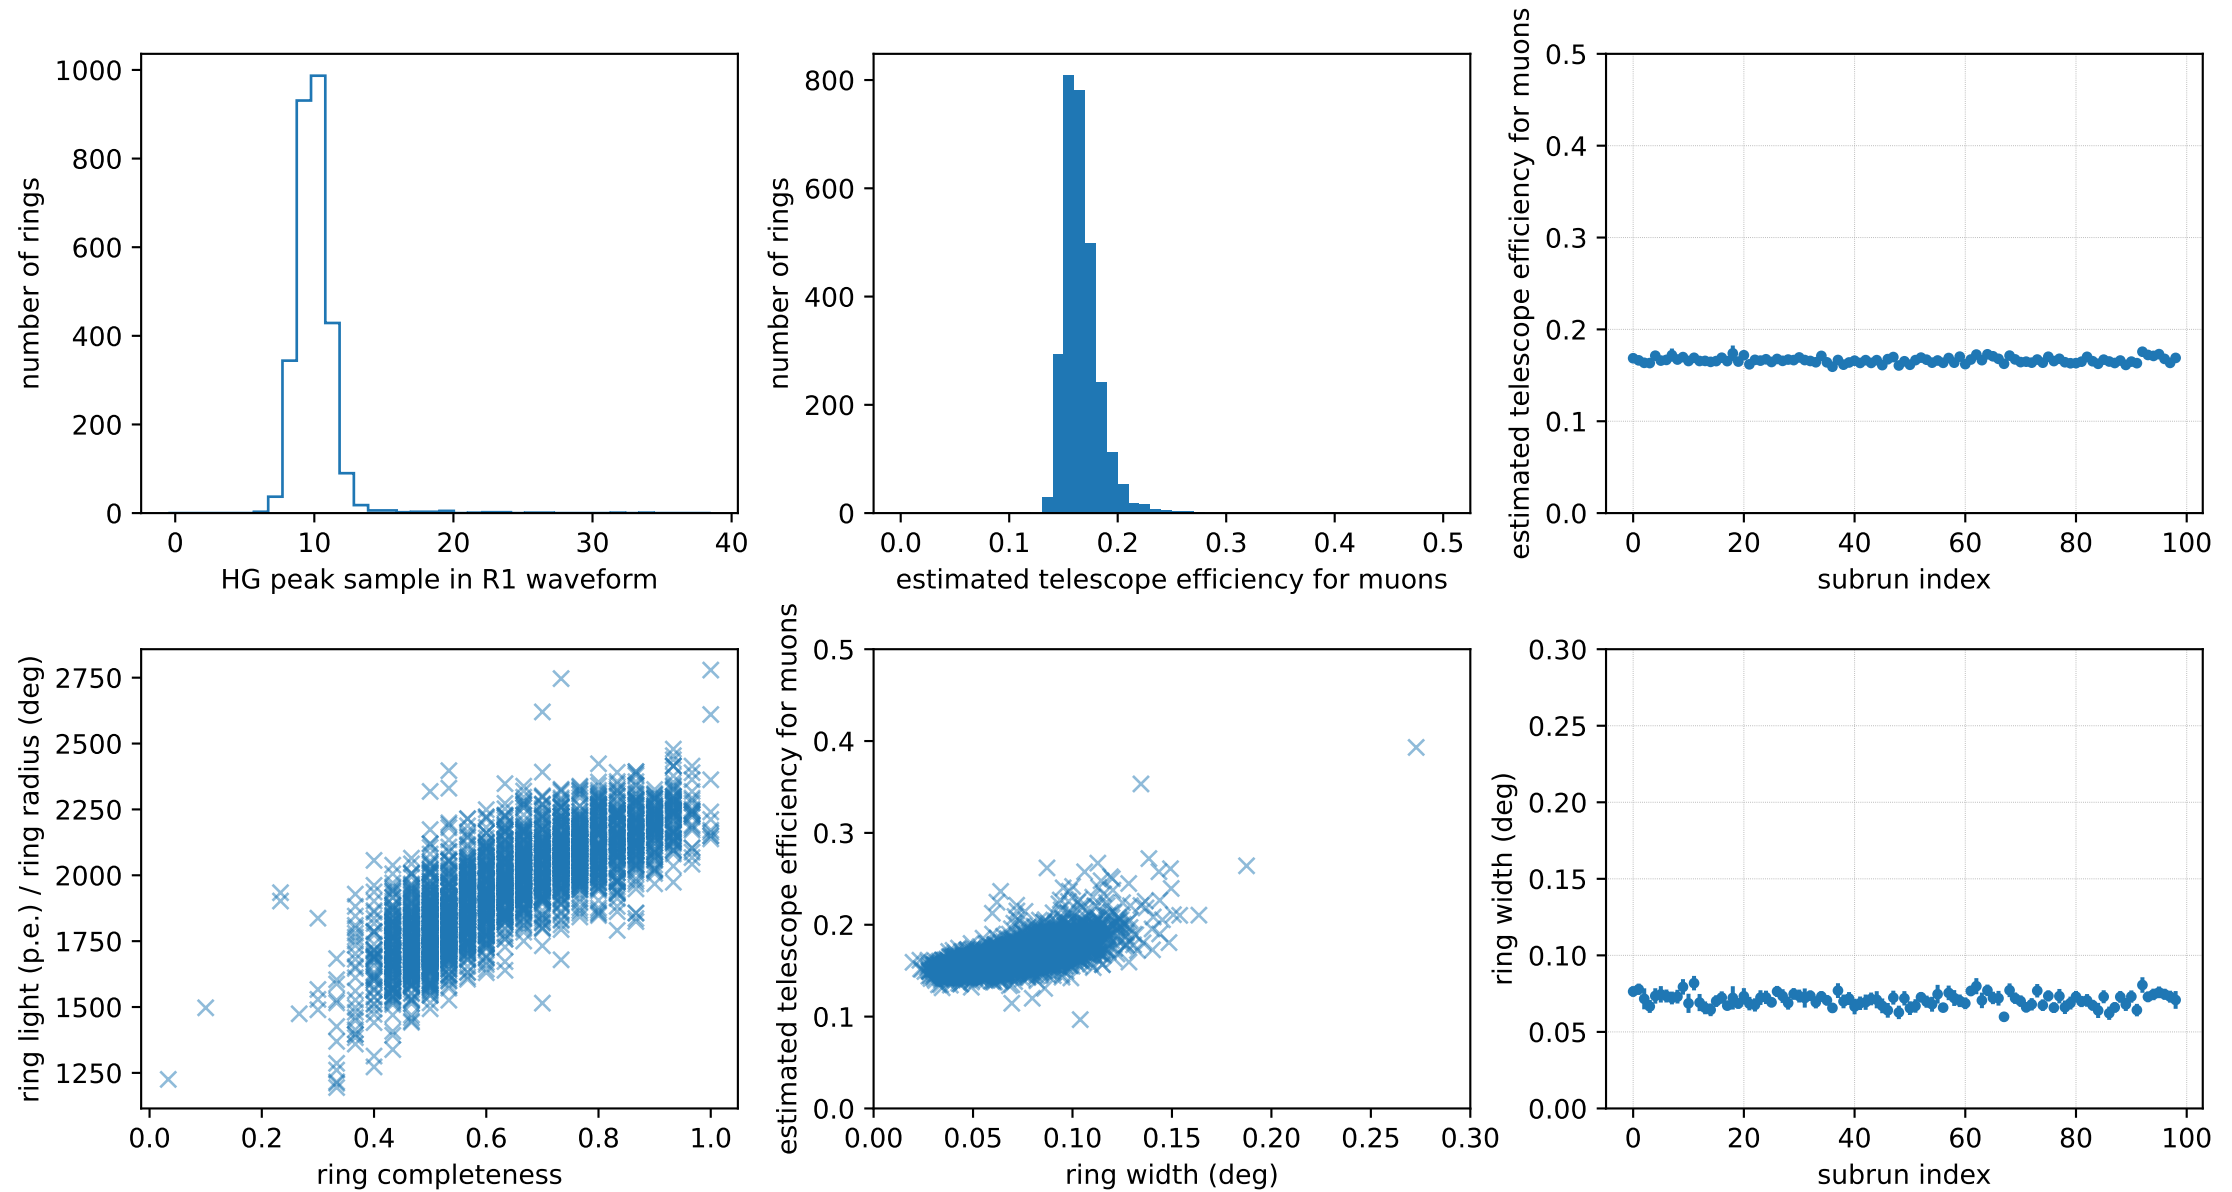 1000
800
600
400
200
0
number of rings
0 10 20 30 40
HG peak sample in R1 waveform
800
600
400
200
0
number of rings
0.0 0.1 0.2 0.3 0.4 0.5
estimated telescope efficiency for muons
0.5
0.4
0.3
0.2
0.1
0.0
estimated telescope efficiency for muons
0 20 40 60 80 100
subrun index
2750
2500
2250
2000
1750
1500
1250
ring light (p.e.) / ring radius (deg)
0.0 0.2 0.4 0.6 0.8 1.0
ring completeness
0.5
0.4
0.3
0.2
0.1
0.0
estimated telescope efficiency for muons
0.00 0.05 0.10 0.15 0.20 0.25 0.30
ring width (deg)
0.30
0.25
0.20
0.15
0.10
0.05
0.00
ring width (deg)
0 20 40 60 80 100
subrun index